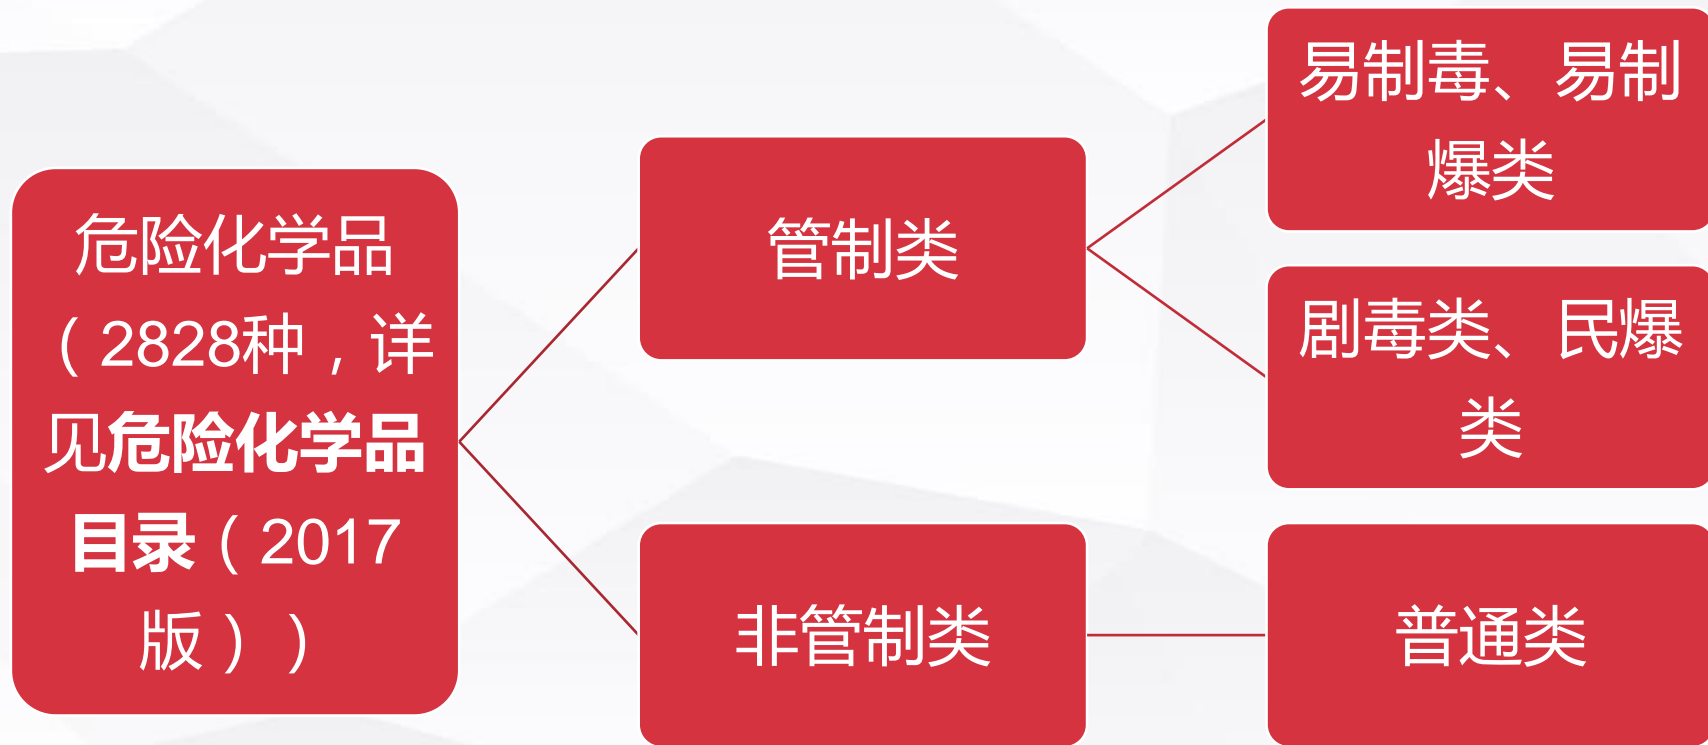 危险化学品
（2828种，详
见危险化学品
目录（2017
版））
管制类
非管制类
易制毒、易制
爆类
剧毒类、民爆
类
普通类